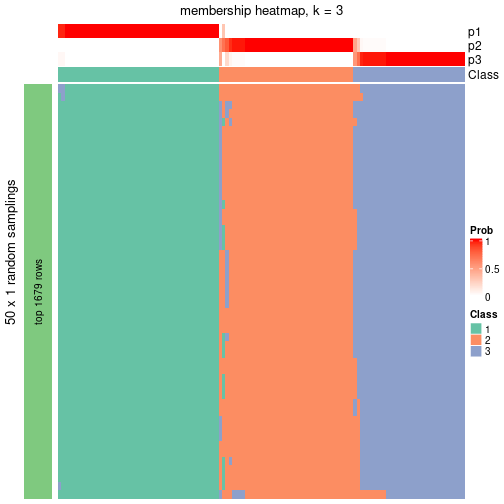 membership heatmap, k = 3
p1
p2
p3
Class
50 x 1 random samplings
top 1679 rows
Prob
1
0.5
0
Class
1
2
3